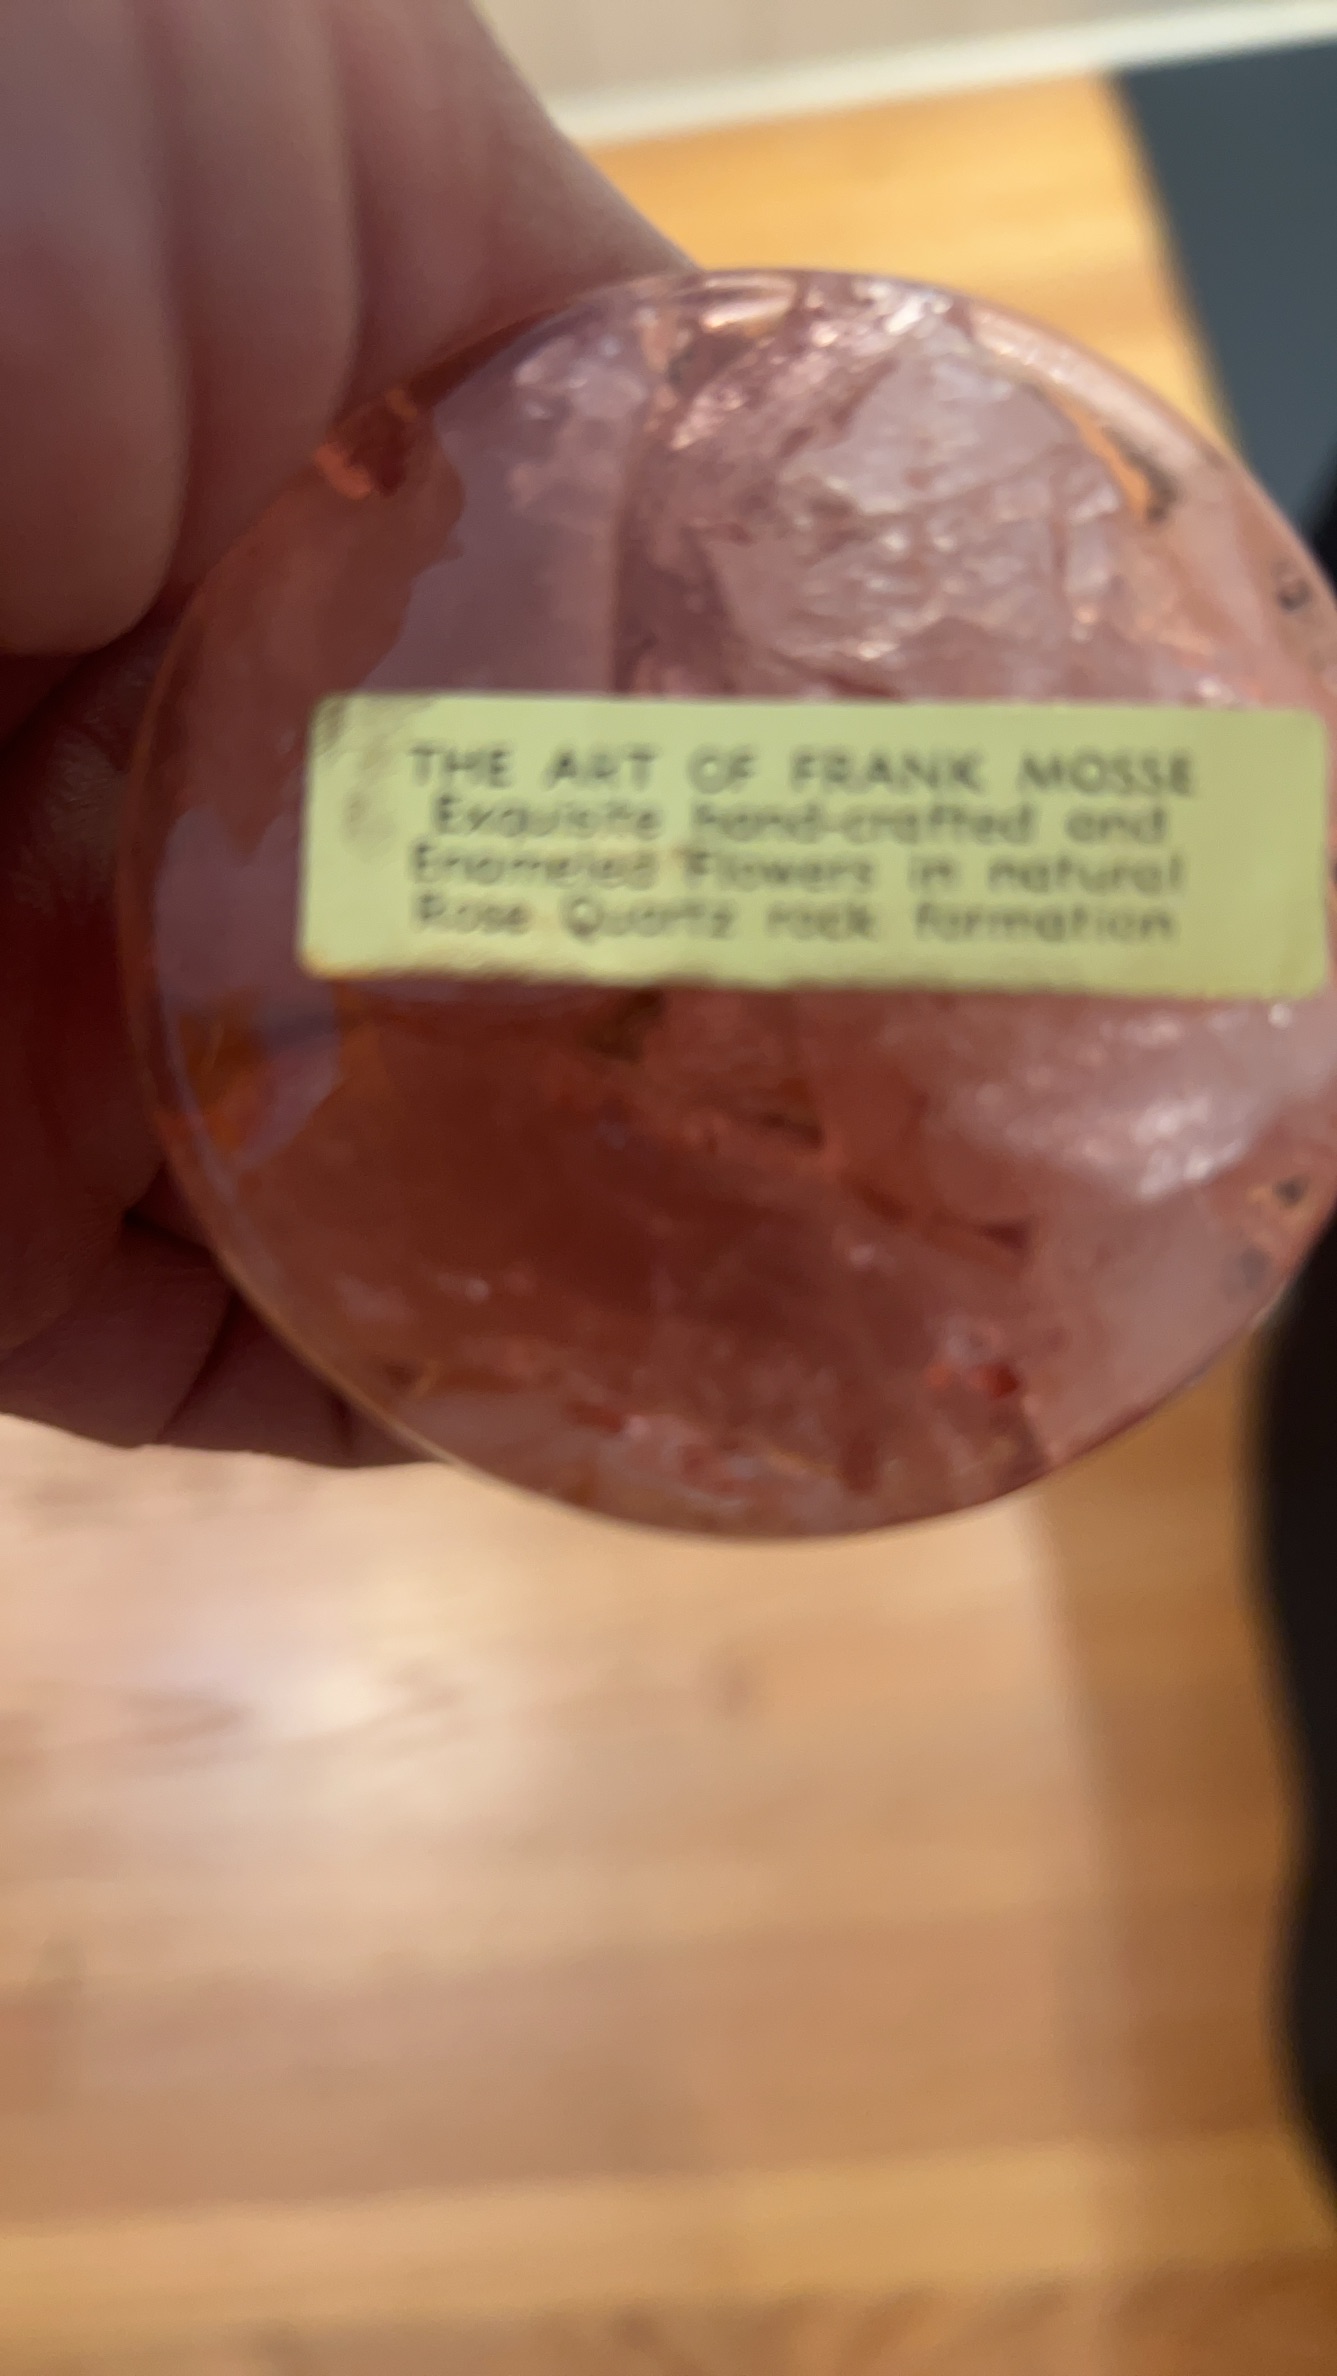 THE ART OF FRANK MOSSE
Exquisite hand-crafted and
Enameled Flowers in natural
Rose Quartz rock formation